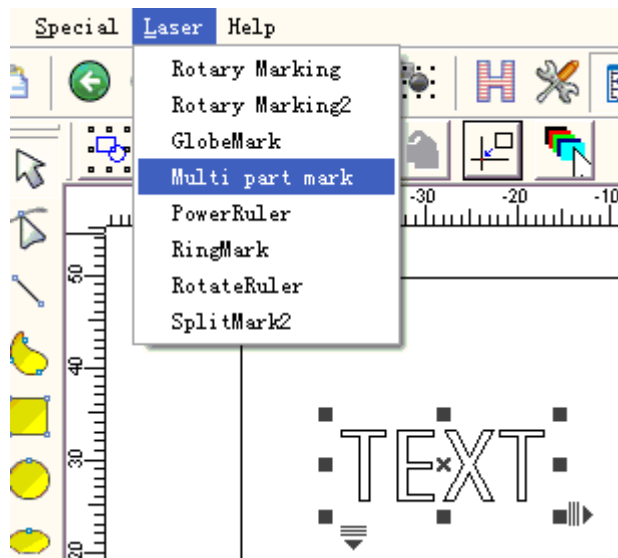 Special Laser Help
Rotary Marking
Rotary Marking2
GlobeMark
Multi part mark
PowerRuler
RingMark
RotateRuler
SplitMark2
-30 -20 -10
50
40
30
20
TEXT